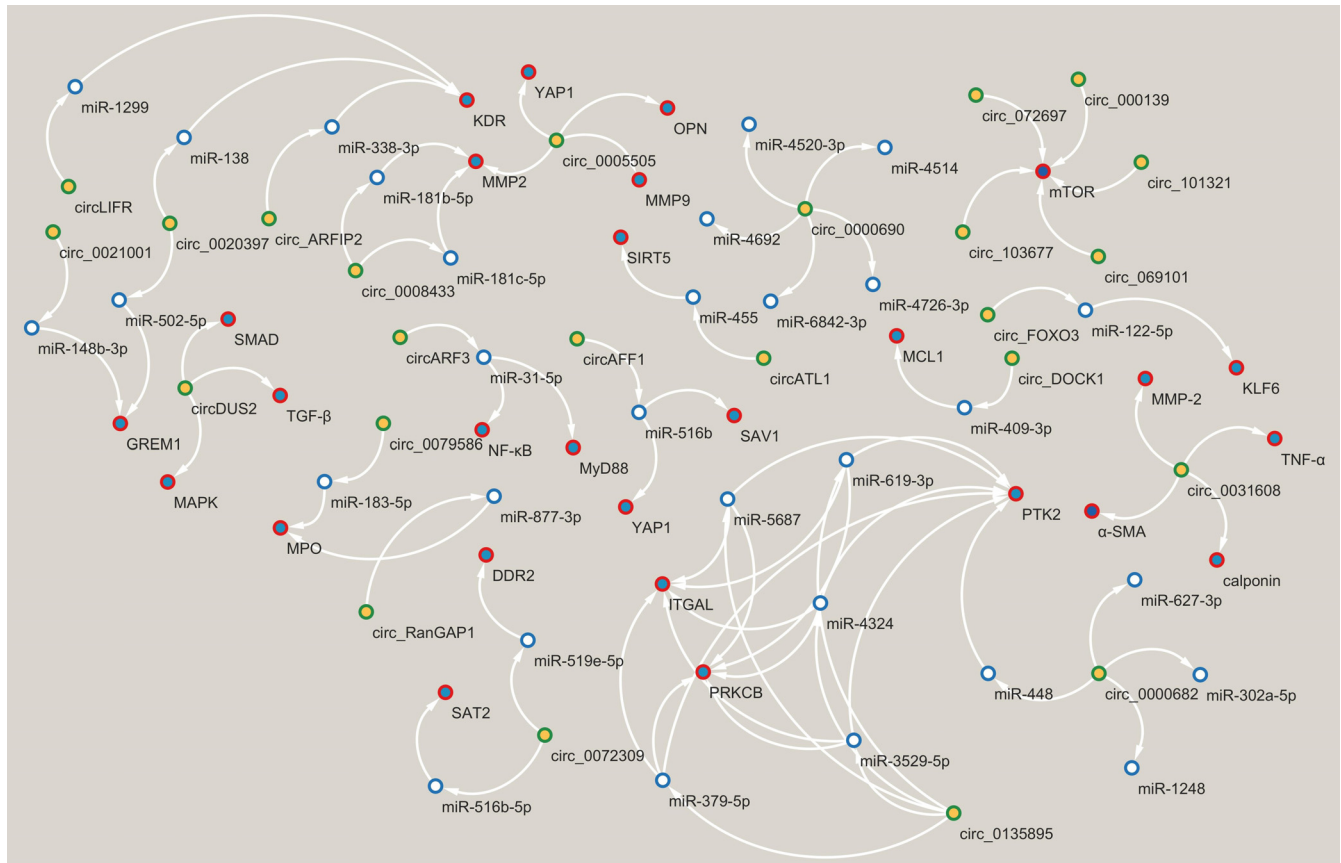 YAP1
miR-1299
KDR
OPN
circ_072697
circ_000139
miR-138
miR-338-3p
circ_0005505
miR-4520-3p
miR-4514
MMP2
circ_101321
miR-181b-5p
MMP9
mTOR
circLIFR
circ_0021001
circ_0020397
circ_ARFIP2
miR-4692
circ_0000690
SIRT5
circ_103677
circ_0008433
miR-181c-5p
circ_069101
miR-4726-3p
miR-502-5p
miR-455
miR-6842-3p
circ_FOXO3
miR-122-5p
miR-148b-3p
SMAD
circARF3
circAFF1
MCL1
miR-31-5p
circATL1
circ_DOCK1
MMP-2
KLF6
circDUS2
TGF-β
GREM1
circ_0079586
NF-κB
miR-516b
SAV1
miR-409-3p
MyD88
TNF-α
miR-619-3p
circ_0031608
MAPK
miR-183-5p
miR-877-3p
YAP1
miR-5687
PTK2
α-SMA
MPO
DDR2
calponin
ITGAL
miR-627-3p
circ_RanGAP1
miR-4324
miR-519e-5p
PRKCB
miR-448
circ_0000682
miR-302a-5p
SAT2
circ_0072309
miR-3529-5p
miR-1248
miR-516b-5p
miR-379-5p
circ_0135895